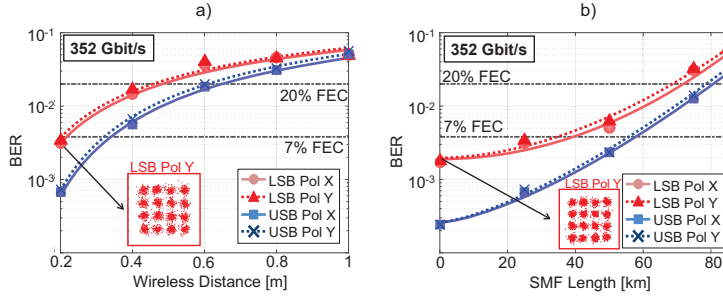 a)
352 Gbit/s
20% FEC
7% FEC
LSB Pol Y
LSB Pol X
LSB Pol Y
USB Pol X
USB Pol Y
BER
10-1
10-2
10-3
0.2 0.4 0.6 0.8 1
Wireless Distance [m]
b)
352 Gbit/s
20% FEC
7% FEC
LSB Pol Y
LSB Pol X
LSB Pol Y
USB Pol X
USB Pol Y
BER
10-1
10-2
10-3
0 20 40 60 80
SMF Length [km]